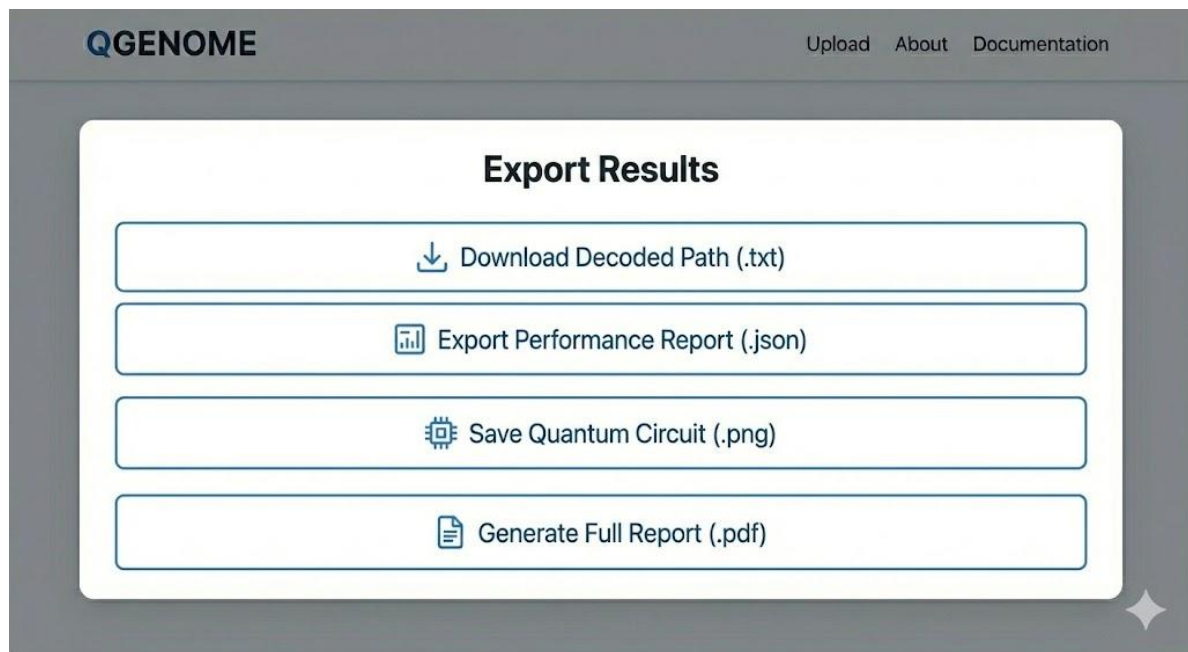 QGENOME
Upload About Documentation
Export Results
Download Decoded Path (.txt)
Export Performance Report (.json)
Save Quantum Circuit (.png)
Generate Full Report (.pdf)